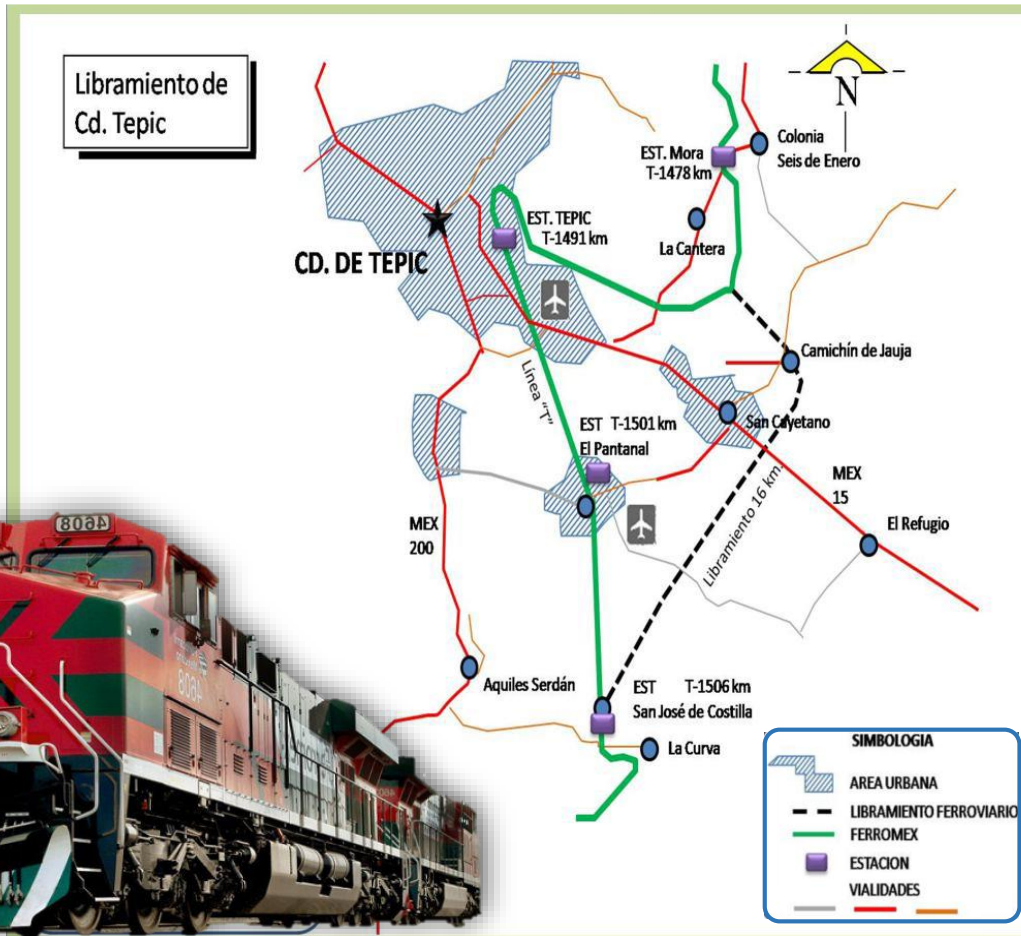 Libramiento de
Cd. Tepic
N
Colonia
Seis de Enero
EST. Mora
T-1478 km
La Cantera
EST. TEPIC
T-1491 km
CD. DE TEPIC
Camichín de Jauja
Línea "T"
EST T-1501 km
El Pantanal
San Cayetano
MEX
15
MEX
200
El Refugio
Libramiento 16 km.
Aquiles Serdán
EST T-1506 km
San José de Costilla
La Curva
4608
4608
SIMBOLOGIA
AREA URBANA
LIBRAMIENTO FERROVIARIO
FERROMEX
ESTACION
VIALIDADES